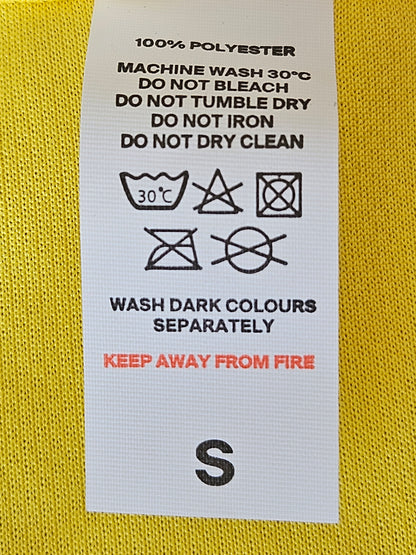 100% POLYESTER
MACHINE WASH 30°C
DO NOT BLEACH
DO NOT TUMBLE DRY
DO NOT IRON
DO NOT DRY CLEAN
30°C
WASH DARK COLOURS
SEPARATELY
KEEP AWAY FROM FIRE
S